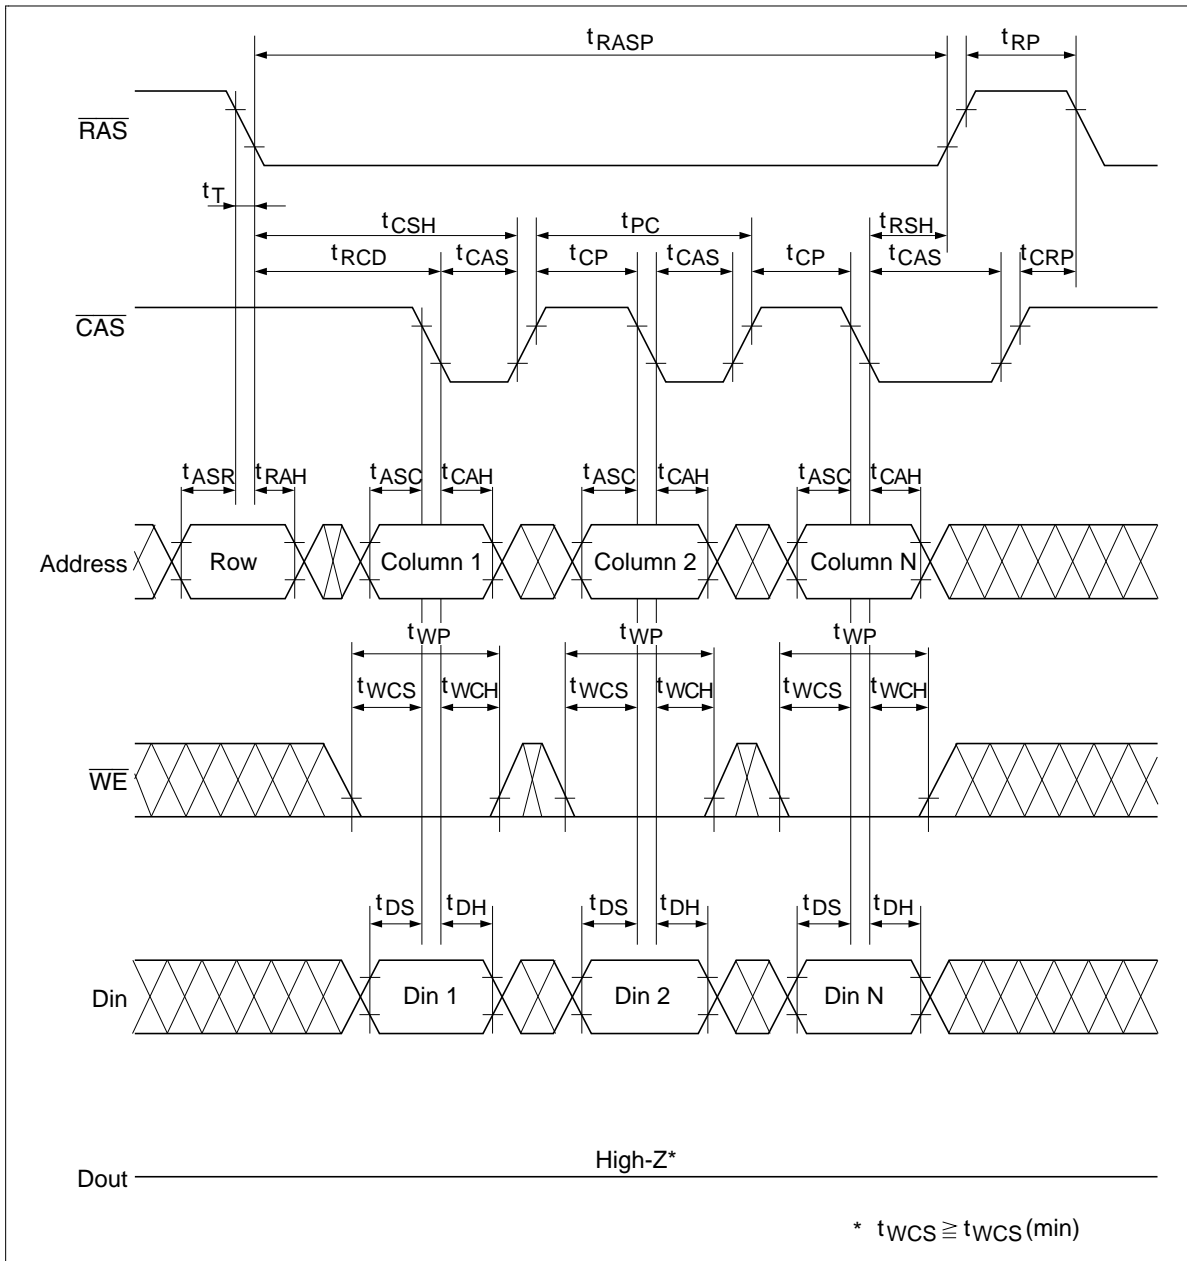 tRASP tRP
RAS
tT
tCSH tPC tRSH
tRCD tCAS tCP tCAS tCP tCAS tCRP
CAS
tASR tRAH tASC tCAH tASC tCAH tASC tCAH
Address Row Column 1 Column 2 Column N
tWP tWP tWP
tWCS tWCH tWCS tWCH tWCS tWCH
WE
tDS tDH tDS tDH tDS tDH
Din Din 1 Din 2 Din N
High-Z*
Dout
* tWCS ≧ tWCS (min)